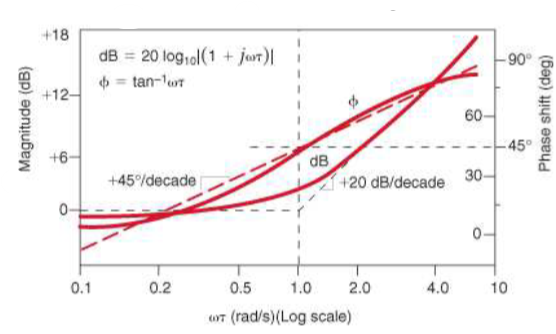 +18
dB = 20 log₁₀|(1 + jωτ)|
ϕ = tan⁻¹ωτ
90°
+12
ϕ
60
45°
+6
dB
+45°/decade
+20 dB/decade
30
0
0
Magnitude (dB)
Phase shift (deg)
0.1 0.2 0.5 1.0 2.0 4.0 10
ωτ (rad/s)(Log scale)